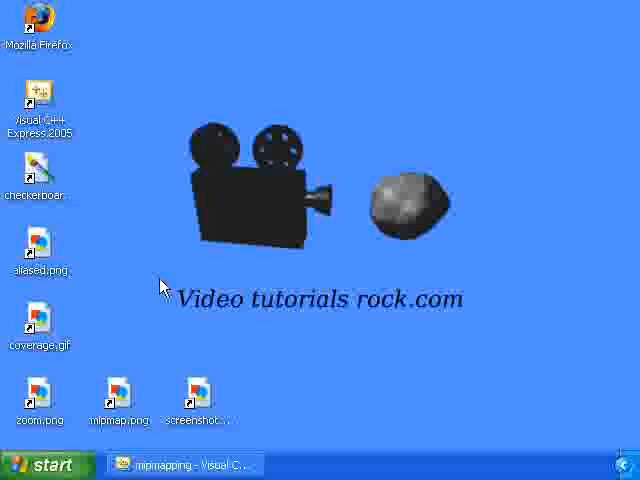 Mozilla Firefox
Visual C++
Express 2005
checkerboar...
aliased.png
Video tutorials rock.com
coverage.gif
zoom.png
mipmap.png
screenshot...
start
mipmapping - Visual C...